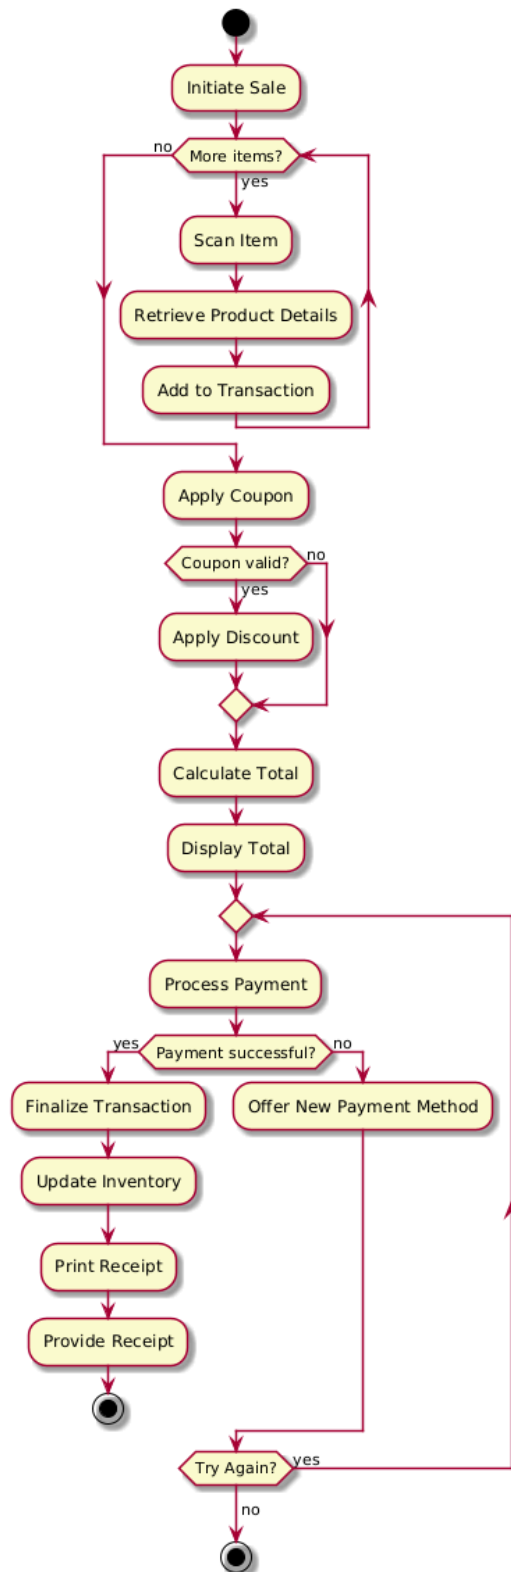 Initiate Sale
no
More items?
yes
Scan Item
Retrieve Product Details
Add to Transaction
Apply Coupon
Coupon valid?
no
yes
Apply Discount
Calculate Total
Display Total
Process Payment
yes
Payment successful?
no
Finalize Transaction
Offer New Payment Method
Update Inventory
Print Receipt
Provide Receipt
Try Again?
yes
no